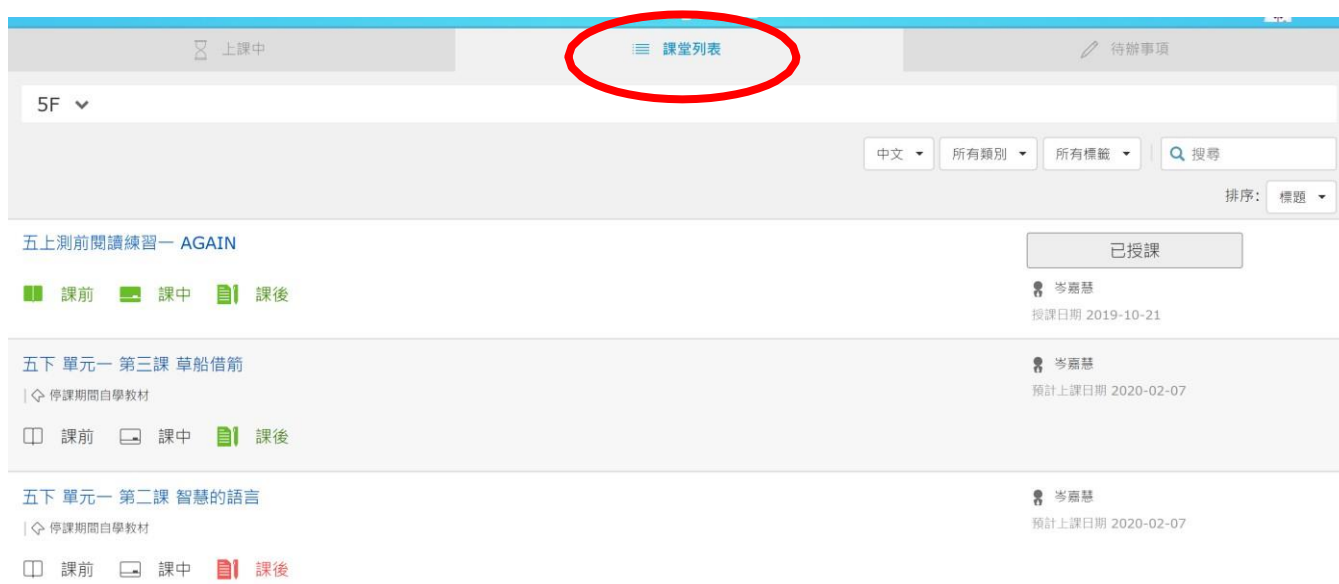 上課中
課堂列表
待辦事項
5F
中文 所有類別 所有標籤 搜尋
排序: 標題
五上測前閱讀練習一 AGAIN
已授課
課前 課中 課後
岑嘉慧
授課日期 2019-10-21
五下 單元一 第三課 草船借箭
岑嘉慧
停課期間自學教材
預計上課日期 2020-02-07
課前 課中 課後
五下 單元一 第二課 智慧的語言
岑嘉慧
停課期間自學教材
預計上課日期 2020-02-07
課前 課中 課後